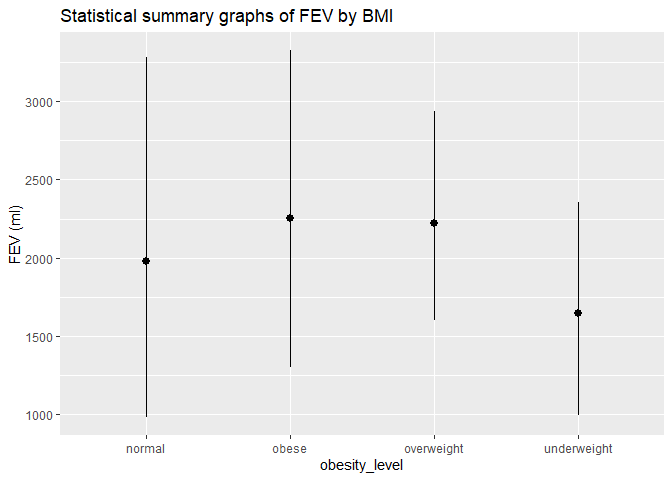 Statistical summary graphs of FEV by BMI
FEV (ml)
3000
2500
2000
1500
1000
normal obese overweight underweight
obesity_level